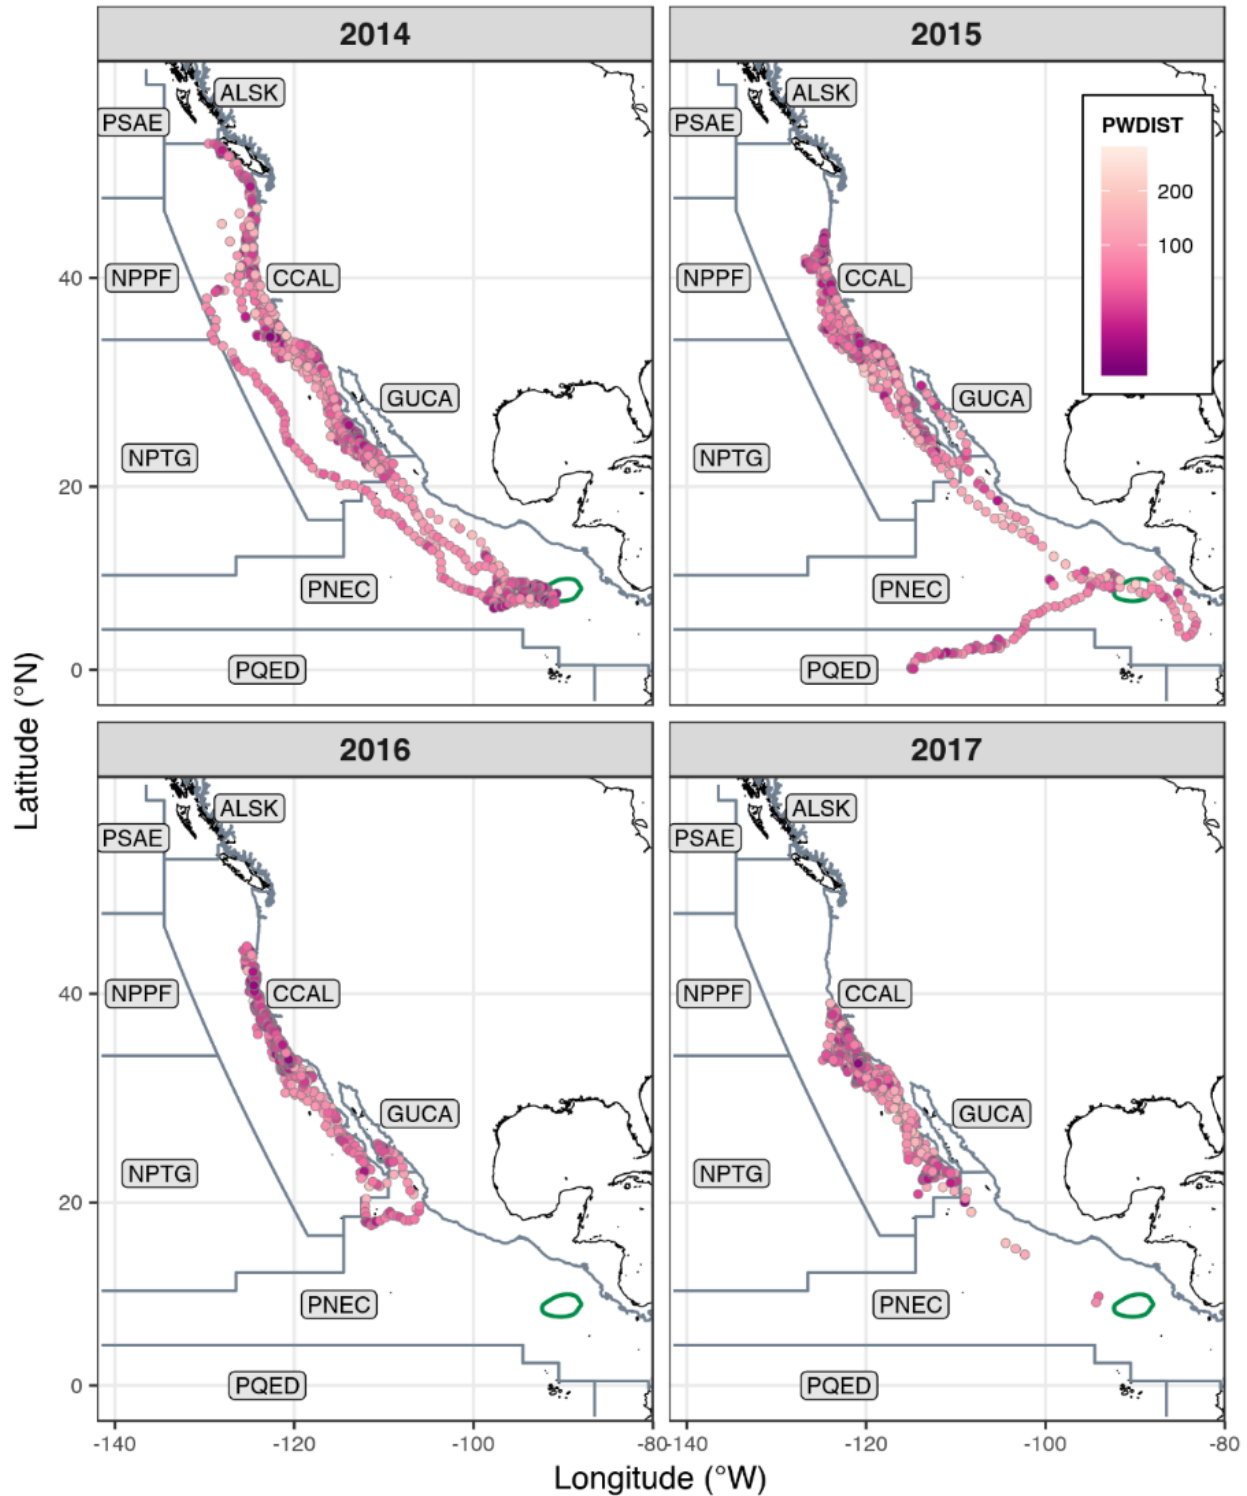 2014
2015
ALSK
PSAE
NPPF
CCAL
GUCA
NPTG
PNEC
PQED
40
20
0
ALSK
PSAE
NPPF
CCAL
GUCA
NPTG
PNEC
PQED
PWDIST
200
100
2016
2017
ALSK
PSAE
NPPF
CCAL
GUCA
NPTG
PNEC
PQED
40
20
0
ALSK
PSAE
NPPF
CCAL
GUCA
NPTG
PNEC
PQED
-140
-120
-100
-80
-140
-120
-100
-80
Longitude (°W)
Latitude (°N)